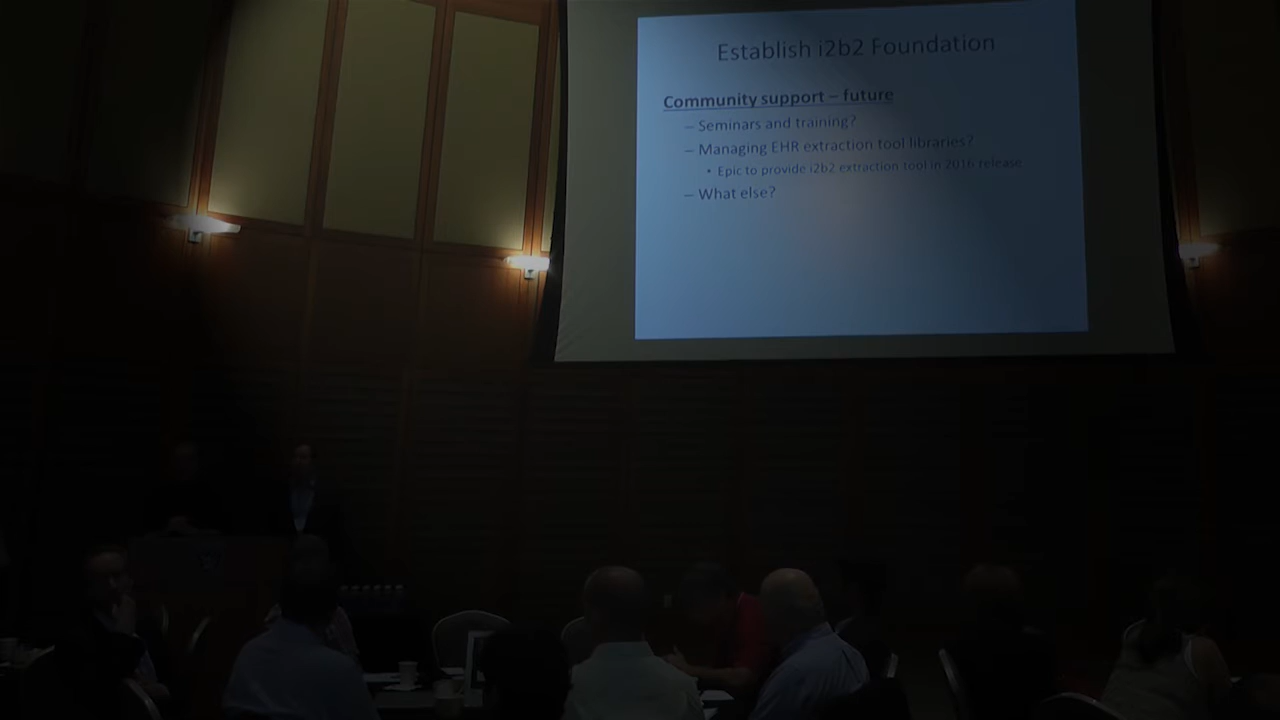 Establish i2b2 Foundation
Community support – future
– Seminars and training?
– Managing EHR extraction tool libraries?
• Epic to provide i2b2 extraction tool in 2016 release
– What else?